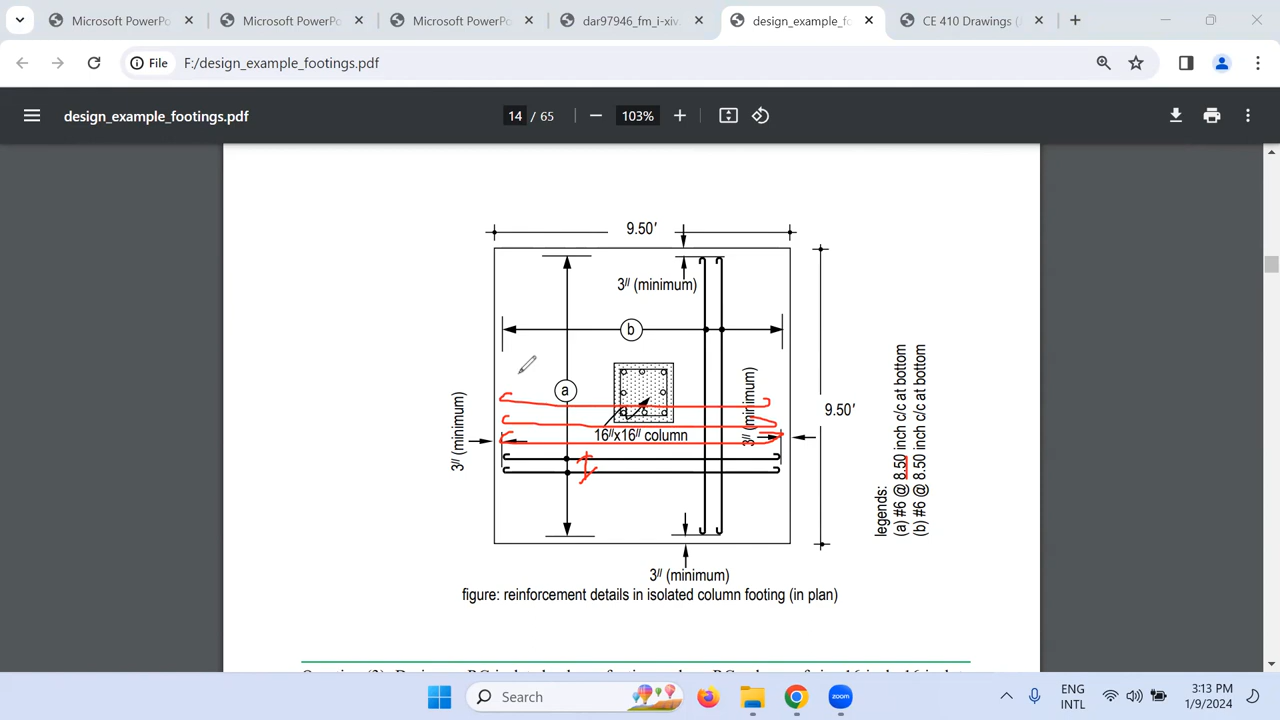 Microsoft PowerPo
Microsoft PowerPo
Microsoft PowerPo
dar97946_fm_i-xiv.
design_example_fo
CE 410 Drawings (
File
F:/design_example_footings.pdf
design_example_footings.pdf
14 / 65
103%
9.50'
3" (minimum)
b
a
16"x16" column
3" (minimum)
3" (minimum)
9.50'
legends:
(a) #6 @ 8.50 inch c/c at bottom
(b) #6 @ 8.50 inch c/c at bottom
3" (minimum)
figure: reinforcement details in isolated column footing (in plan)
Search
zoom
ENG
INTL
3:13 PM
1/9/2024